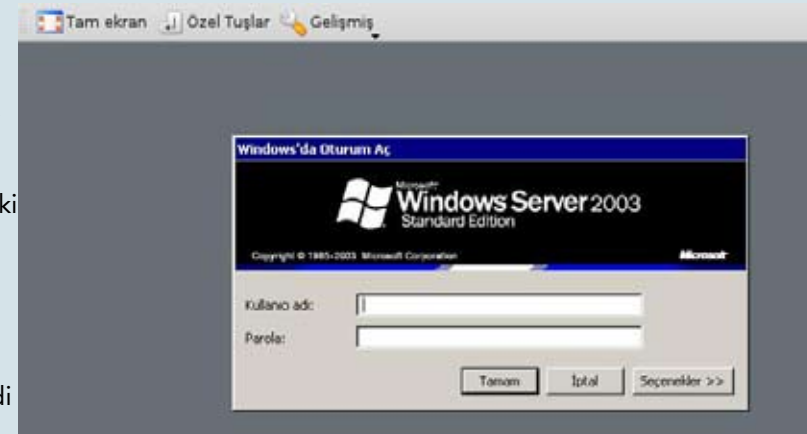 Tam ekran Özel Tuşlar Gelişmiş
Windows'da Oturum Aç
Microsoft
Windows Server 2003
Standard Edition
ki
Copyright © 1985-2003 Microsoft Corporation Microsoft
Kullanıcı adı:
Parola:
Tamam İptal Seçenekler >>
di